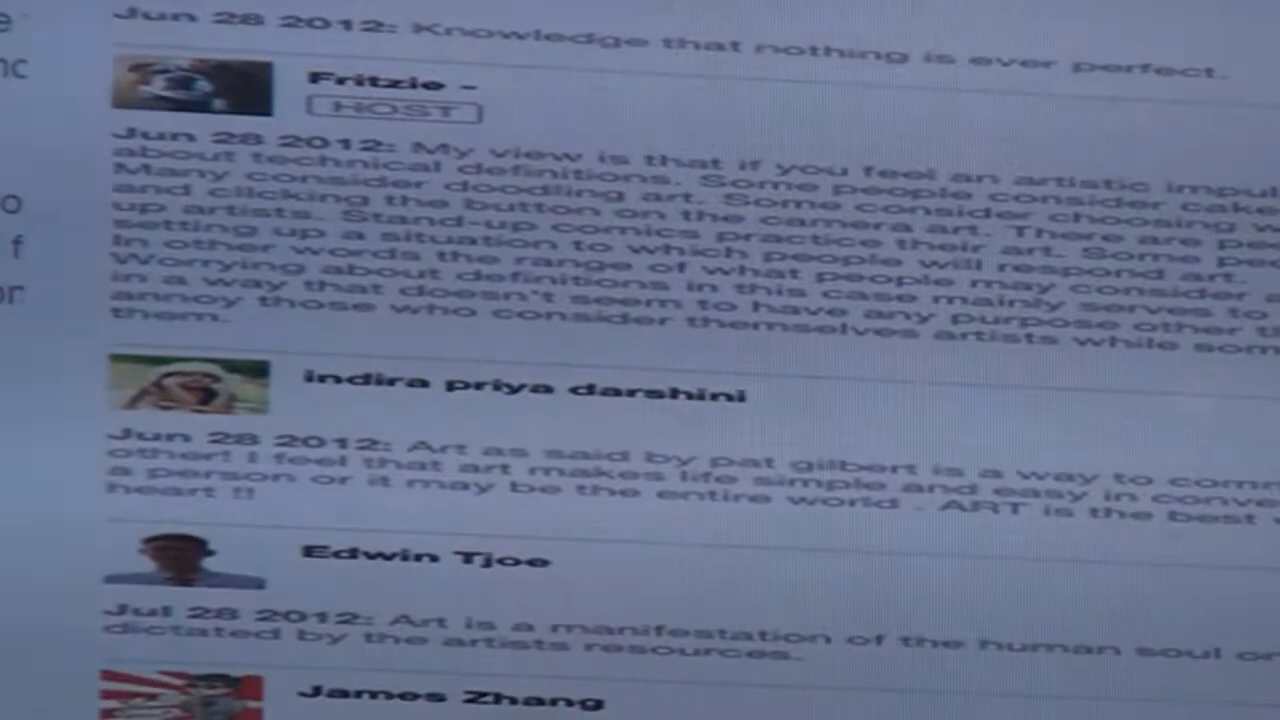 Jun 28 2012: Knowledge that nothing is ever perfect.
Fritzie -
HOST
Jun 28 2012: My view is that if you feel an artistic
about technical definitions. Some people consider
Many consider doodling art. Some consider choosing
and clicking the button on the camera art. There are
up artists. Stand-up comics practice their art. Some
setting up a situation to which people will respond art.
In other words the range of what people may consider
Worrying about definitions in this case mainly serves to
in a way that doesn't seem to have any purpose other
annoy those who consider themselves artists while
them.
indira priya darshini
Jun 28 2012: Art as said by pat gilbert is a way to
other! I feel that art makes life simple and easy in
a person or it may be the entire world . ART is the best
heart !!
Edwin Tjoe
Jul 28 2012: Art is a manifestation of the human soul or
dictated by the artists resources.
James Zhang